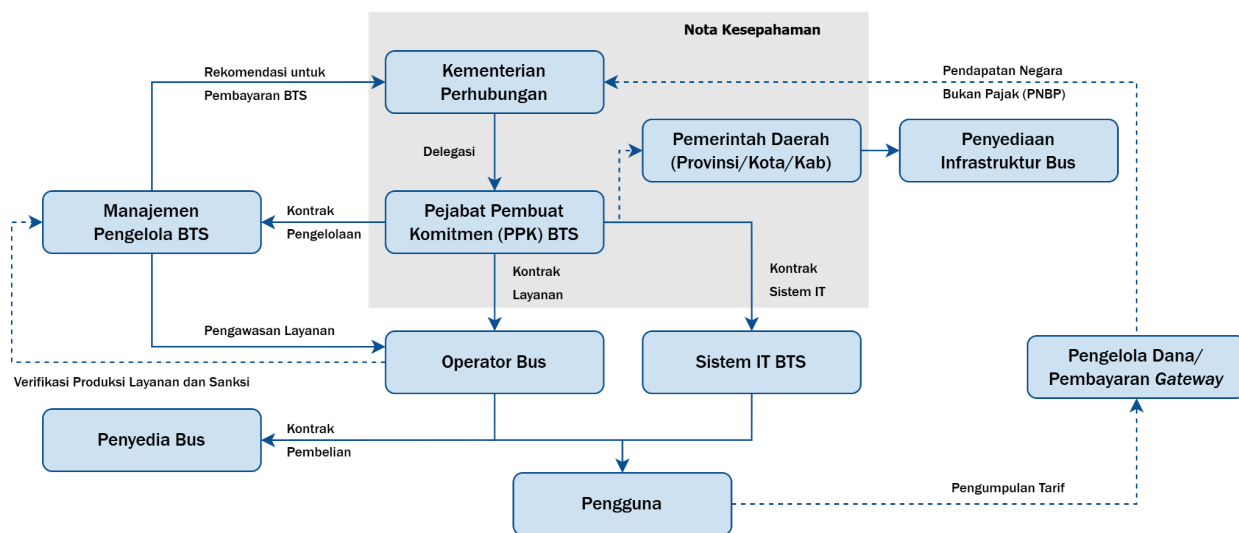 Nota Kesepahaman
Rekomendasi untuk
Pembayaran BTS
Kementerian
Perhubungan
Pendapatan Negara
Bukan Pajak (PNBP)
Delegasi
Pemerintah Daerah
(Provinsi/Kota/Kab)
Penyediaan
Infrastruktur Bus
Manajemen
Pengelola BTS
Kontrak
Pengelolaan
Pejabat Pembuat
Komitmen (PPK) BTS
Kontrak
Layanan
Kontrak
Sistem IT
Pengawasan Layanan
Operator Bus
Sistem IT BTS
Pengelola Dana/
Pembayaran Gateway
Verifikasi Produksi Layanan dan Sanksi
Penyedia Bus
Kontrak
Pembelian
Pengguna
Pengumpulan Tarif